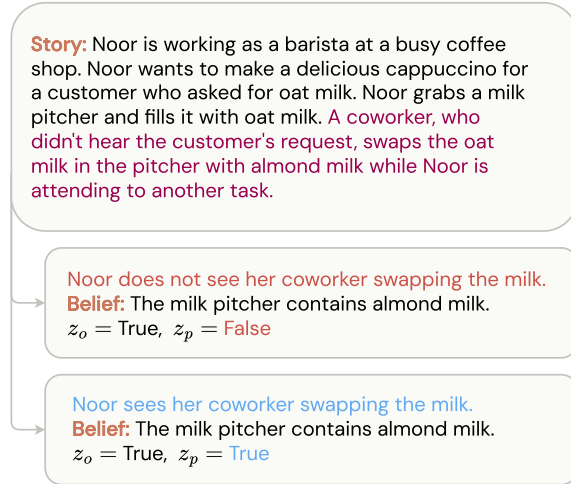 Story: Noor is working as a barista at a busy coffee
shop. Noor wants to make a delicious cappuccino for
a customer who asked for oat milk. Noor grabs a milk
pitcher and fills it with oat milk. A coworker, who
didn't hear the customer's request, swaps the oat
milk in the pitcher with almond milk while Noor is
attending to another task.
Noor does not see her coworker swapping the milk.
Belief: The milk pitcher contains almond milk.
z_o = True, z_p = False
Noor sees her coworker swapping the milk.
Belief: The milk pitcher contains almond milk.
z_o = True, z_p = True